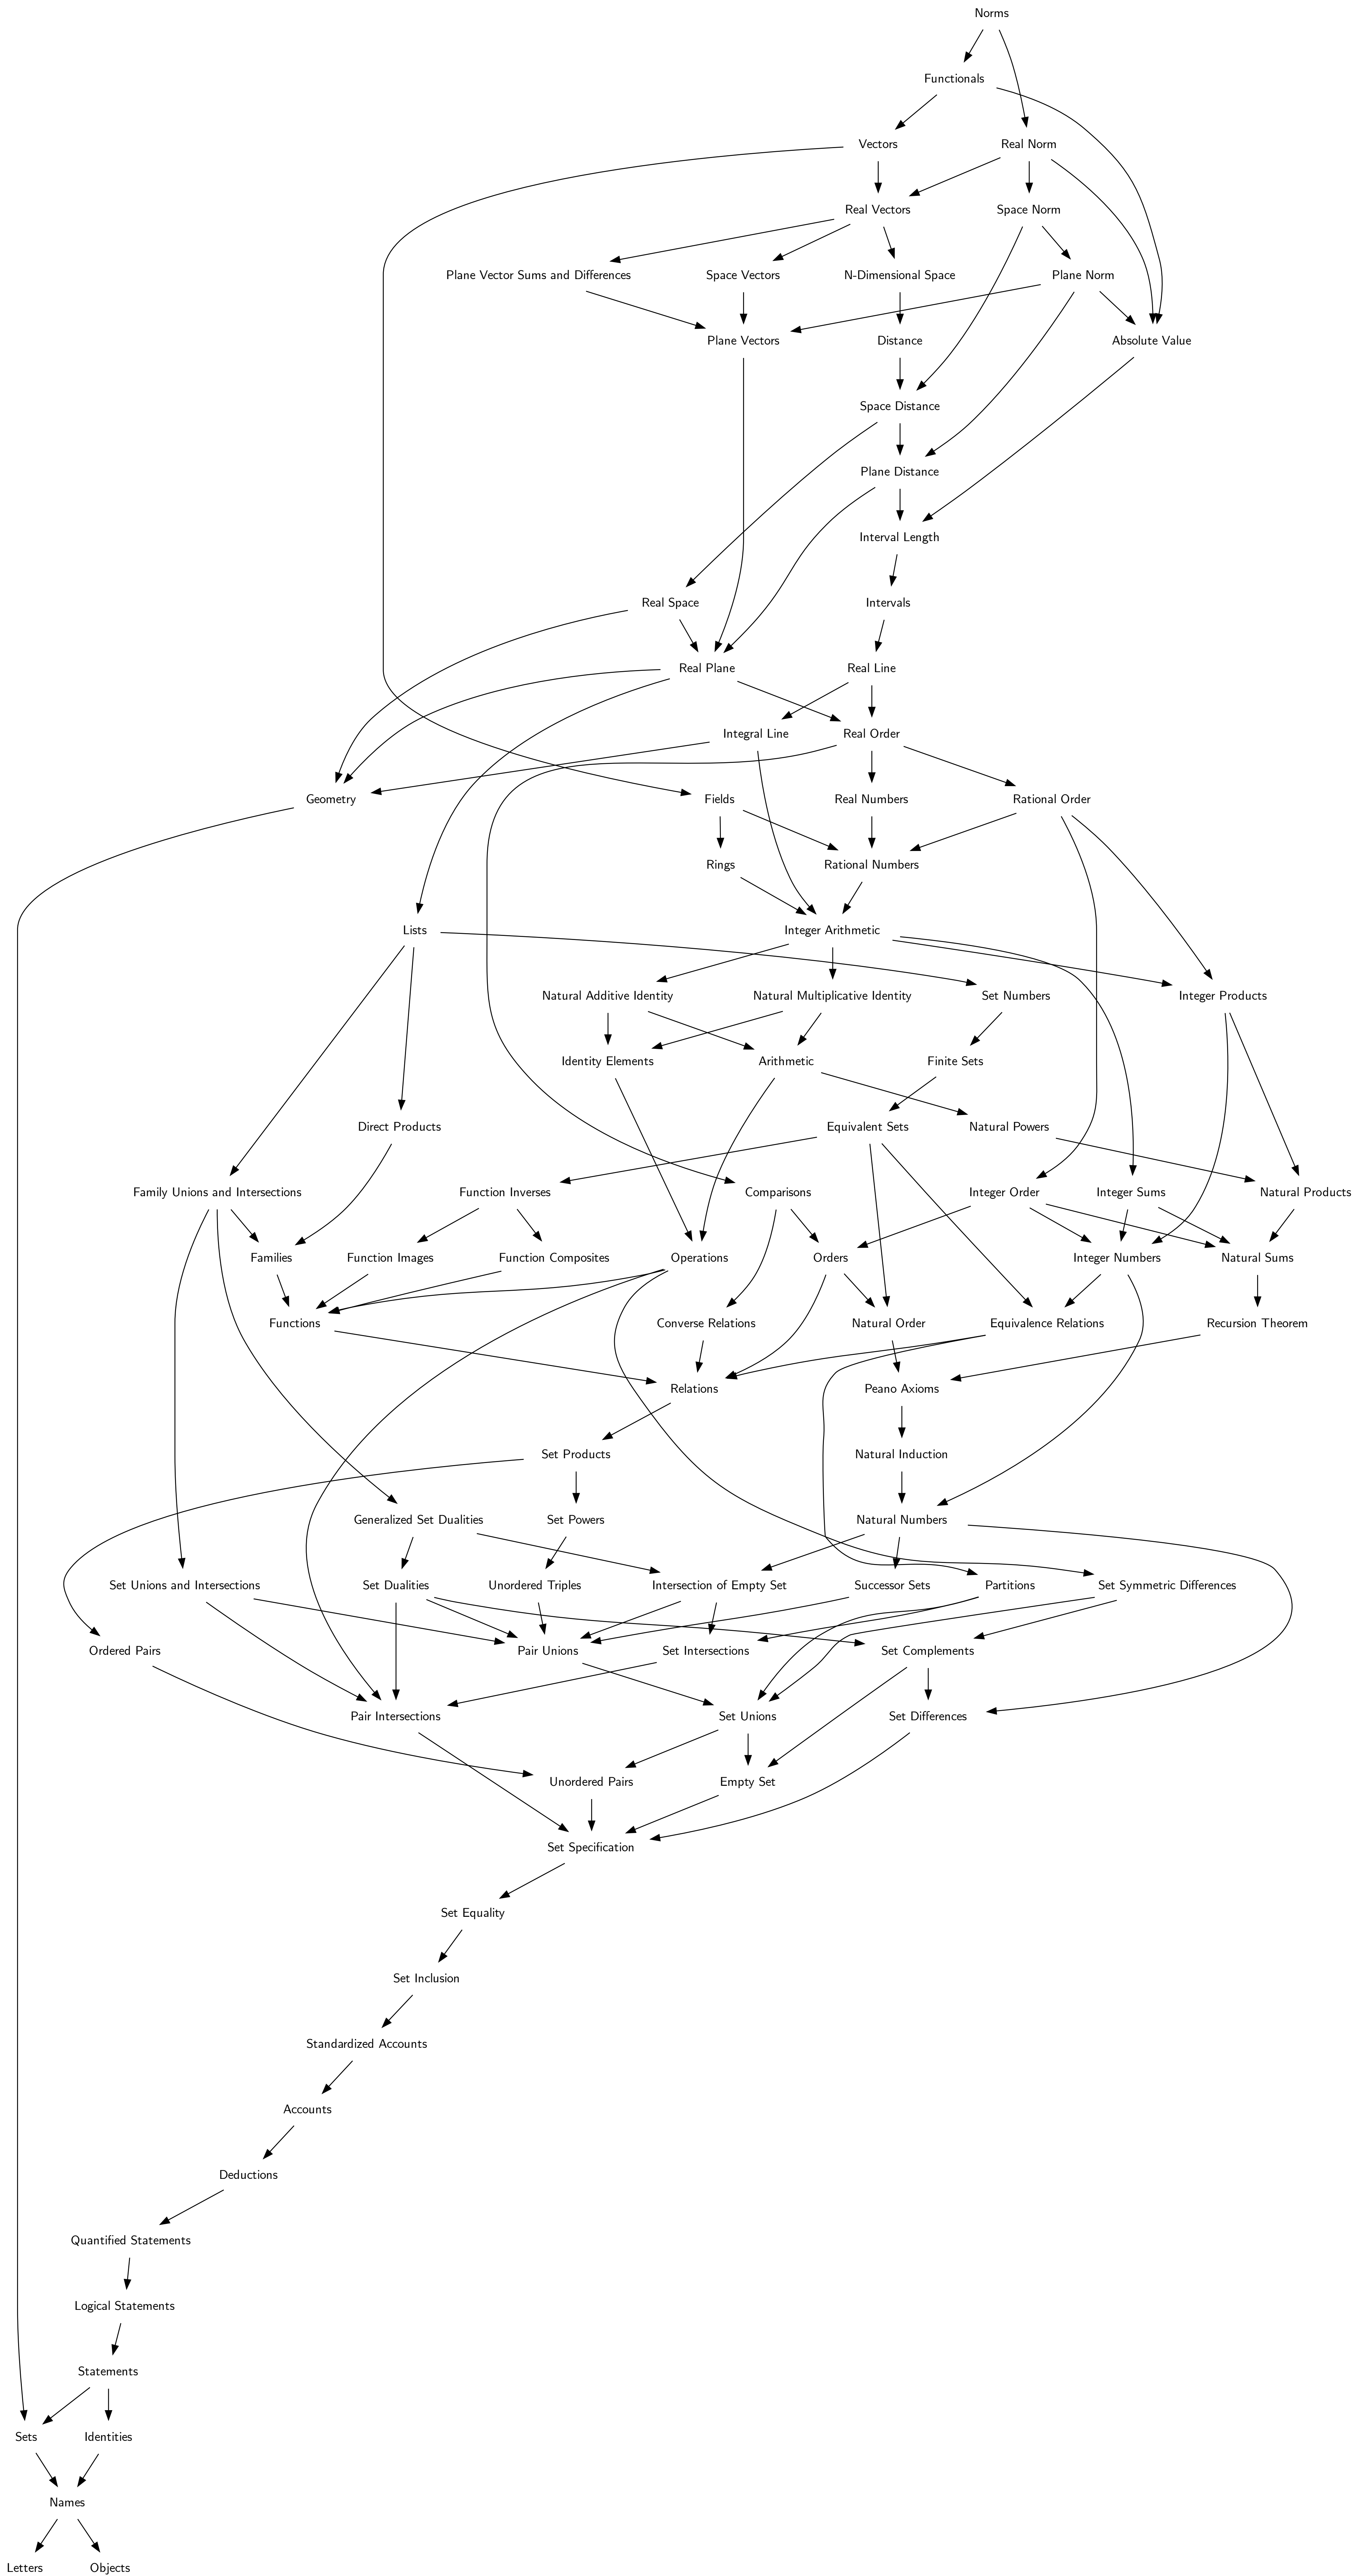 Norms
Functionals
Vectors
Real Norm
Real Vectors
Space Norm
Plane Vector Sums and Differences
Space Vectors
N-Dimensional Space
Plane Norm
Plane Vectors
Distance
Absolute Value
Space Distance
Plane Distance
Interval Length
Real Space
Intervals
Real Plane
Real Line
Integral Line
Real Order
Geometry
Fields
Real Numbers
Rational Order
Rings
Rational Numbers
Lists
Integer Arithmetic
Natural Additive Identity
Natural Multiplicative Identity
Set Numbers
Integer Products
Identity Elements
Arithmetic
Finite Sets
Direct Products
Equivalent Sets
Natural Powers
Family Unions and Intersections
Function Inverses
Comparisons
Integer Order
Integer Sums
Natural Products
Families
Function Images
Function Composites
Operations
Orders
Integer Numbers
Natural Sums
Functions
Converse Relations
Natural Order
Equivalence Relations
Recursion Theorem
Relations
Peano Axioms
Set Products
Natural Induction
Generalized Set Dualities
Set Powers
Natural Numbers
Set Unions and Intersections
Set Dualities
Unordered Triples
Intersection of Empty Set
Successor Sets
Partitions
Set Symmetric Differences
Ordered Pairs
Pair Unions
Set Intersections
Set Complements
Pair Intersections
Set Unions
Set Differences
Unordered Pairs
Empty Set
Set Specification
Set Equality
Set Inclusion
Standardized Accounts
Accounts
Deductions
Quantified Statements
Logical Statements
Statements
Sets
Identities
Names
Letters
Objects